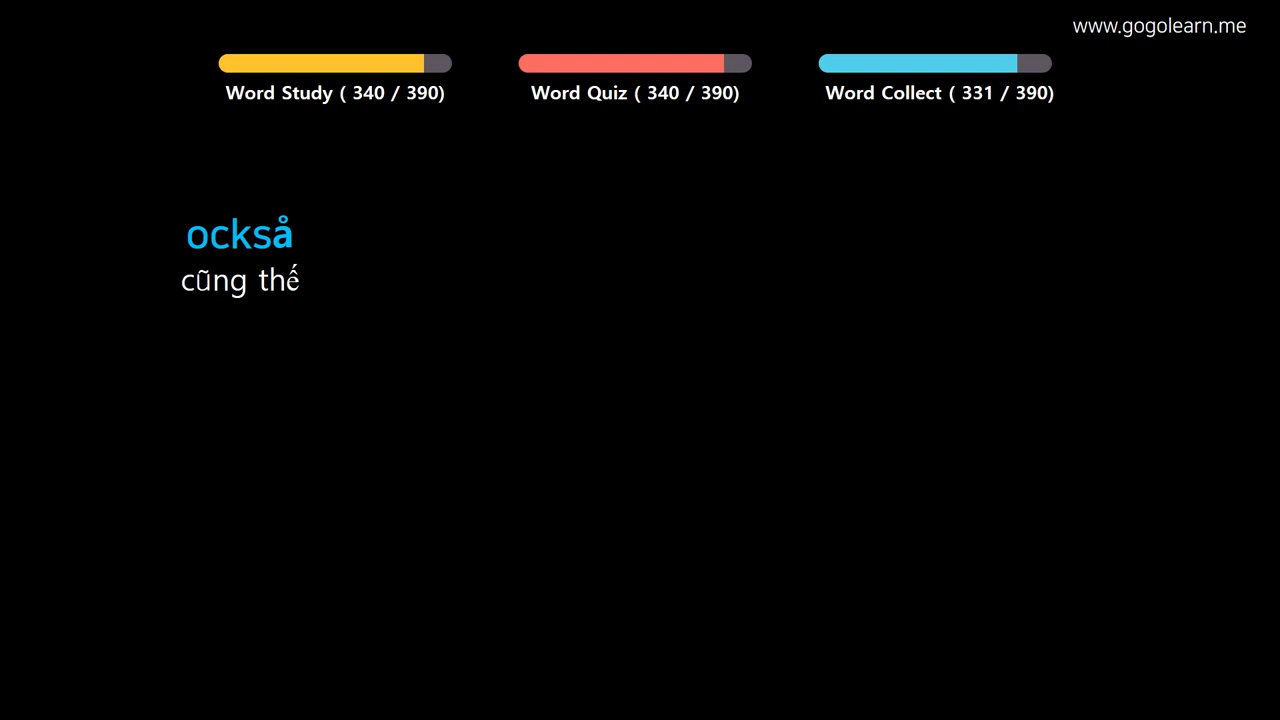 www.gogolearn.me
Word Study ( 340 / 390)
Word Quiz ( 340 / 390)
Word Collect ( 331 / 390)
också
cũng thế